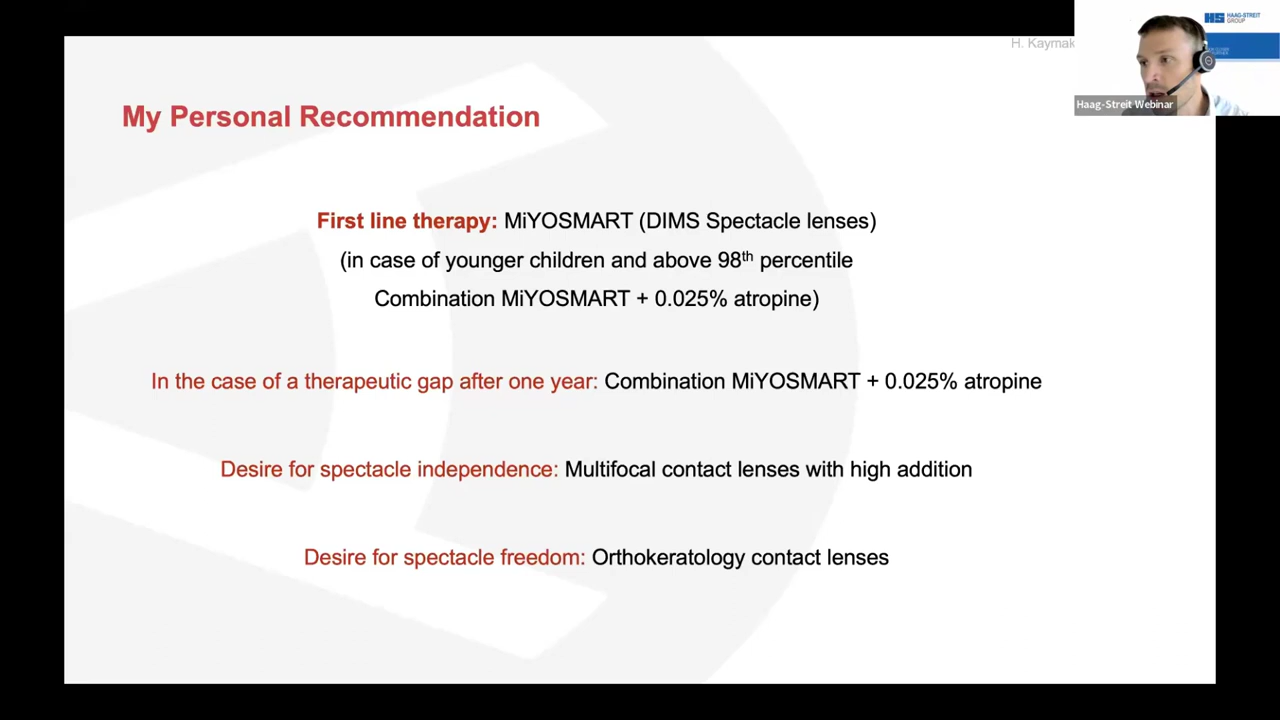 HAAG-STREIT
GROUP
H. Kaymak
Haag-Streit Webinar
My Personal Recommendation
First line therapy: MiYOSMART (DIMS Spectacle lenses)
(in case of younger children and above 98th percentile
Combination MiYOSMART + 0.025% atropine)
In the case of a therapeutic gap after one year: Combination MiYOSMART + 0.025% atropine
Desire for spectacle independence: Multifocal contact lenses with high addition
Desire for spectacle freedom: Orthokeratology contact lenses